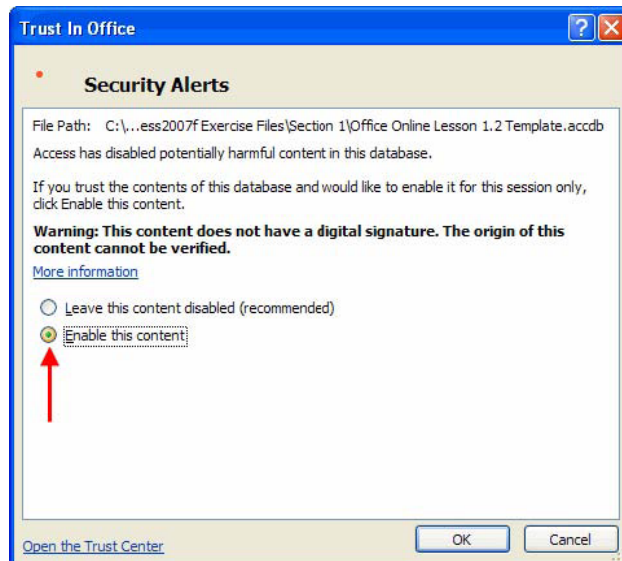 Trust In Office
Security Alerts
File Path: C:\...ess2007f Exercise Files\Section 1\Office Online Lesson 1.2 Template.accdb
Access has disabled potentially harmful content in this database.
If you trust the contents of this database and would like to enable it for this session only,
click Enable this content.
Warning: This content does not have a digital signature. The origin of this
content cannot be verified.
More information
Leave this content disabled (recommended)
Enable this content
Open the Trust Center
OK
Cancel